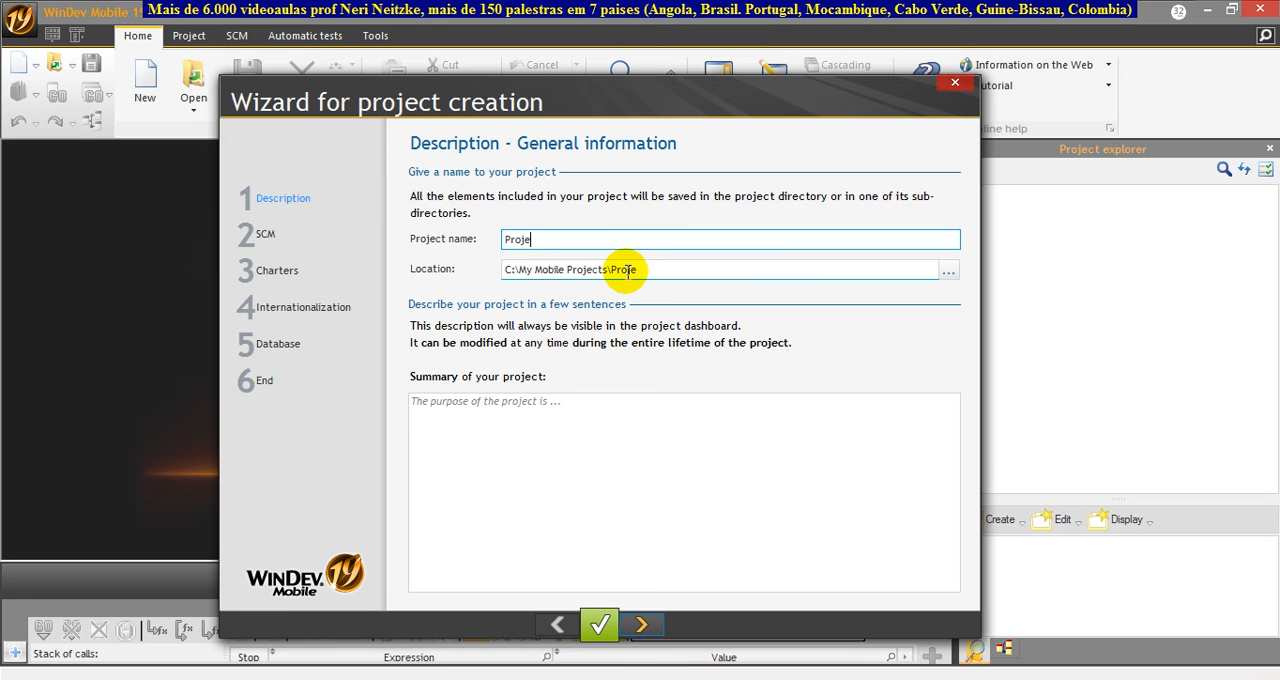 WinDev Mobile 1
Mais de 6.000 videoaulas prof Neri Neitzke, mais de 150 palestras em 7 paises (Angola, Brasil. Portugal, Mocambique, Cabo Verde, Guine-Bissau, Colombia)
32
Home Project SCM Automatic tests Tools
Cut Cancel Cascading Information on the Web
New Open
GO GO
Wizard for project creation
Project explorer
Description - General information
Give a name to your project
All the elements included in your project will be saved in the project directory or in one of its sub-
directories.
Project name: Proje
Location: C:\My Mobile Projects\Proje ...
Describe your project in a few sentences
This description will always be visible in the project dashboard.
It can be modified at any time during the entire lifetime of the project.
Summary of your project:
The purpose of the project is ...
1 Description
2 SCM
3 Charters
4 Internationalization
5 Database
6 End
WINDEV 19
Mobile
Create Edit Display
GO
Stack of calls: Stop Expression Value